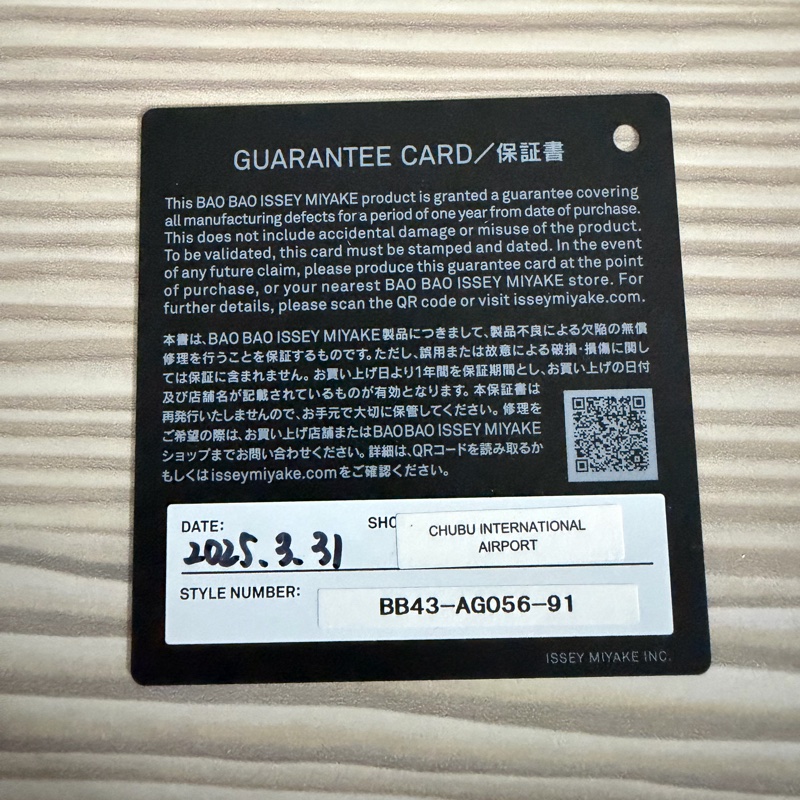 GUARANTEE CARD/保証書
This BAO BAO ISSEY MIYAKE product is granted a guarantee covering
all manufacturing defects for a period of one year from date of purchase.
This does not include accidental damage or misuse of the product.
To be validated, this card must be stamped and dated. In the event
of any future claim, please produce this guarantee card at the point
of purchase, or your nearest BAO BAO ISSEY MIYAKE store. For
further details, please scan the QR code or visit isseymiyake.com.
本書は、BAO BAO ISSEY MIYAKE製品につきまして、製品不良による欠陥の無償
修理を行うことを保証するものです。ただし、誤用または故意による破損・損傷に関し
ては保証に含まれません。お買い上げ日より1年間を保証期間とし、お買い上げの日付
及び店舗名が記載されているものが有効となります。本保証書は
再発行いたしませんので、お手元で大切に保管してください。修理を
ご希望の際は、お買い上げ店舗またはBAO BAO ISSEY MIYAKE
ショップまでお問い合わせください。詳細は、QRコードを読み取るか
もしくはisseymiyake.comをご確認ください。
DATE: SHO CHUBU INTERNATIONAL
2025.3.31 AIRPORT
STYLE NUMBER: BB43-AG056-91
ISSEY MIYAKE INC.